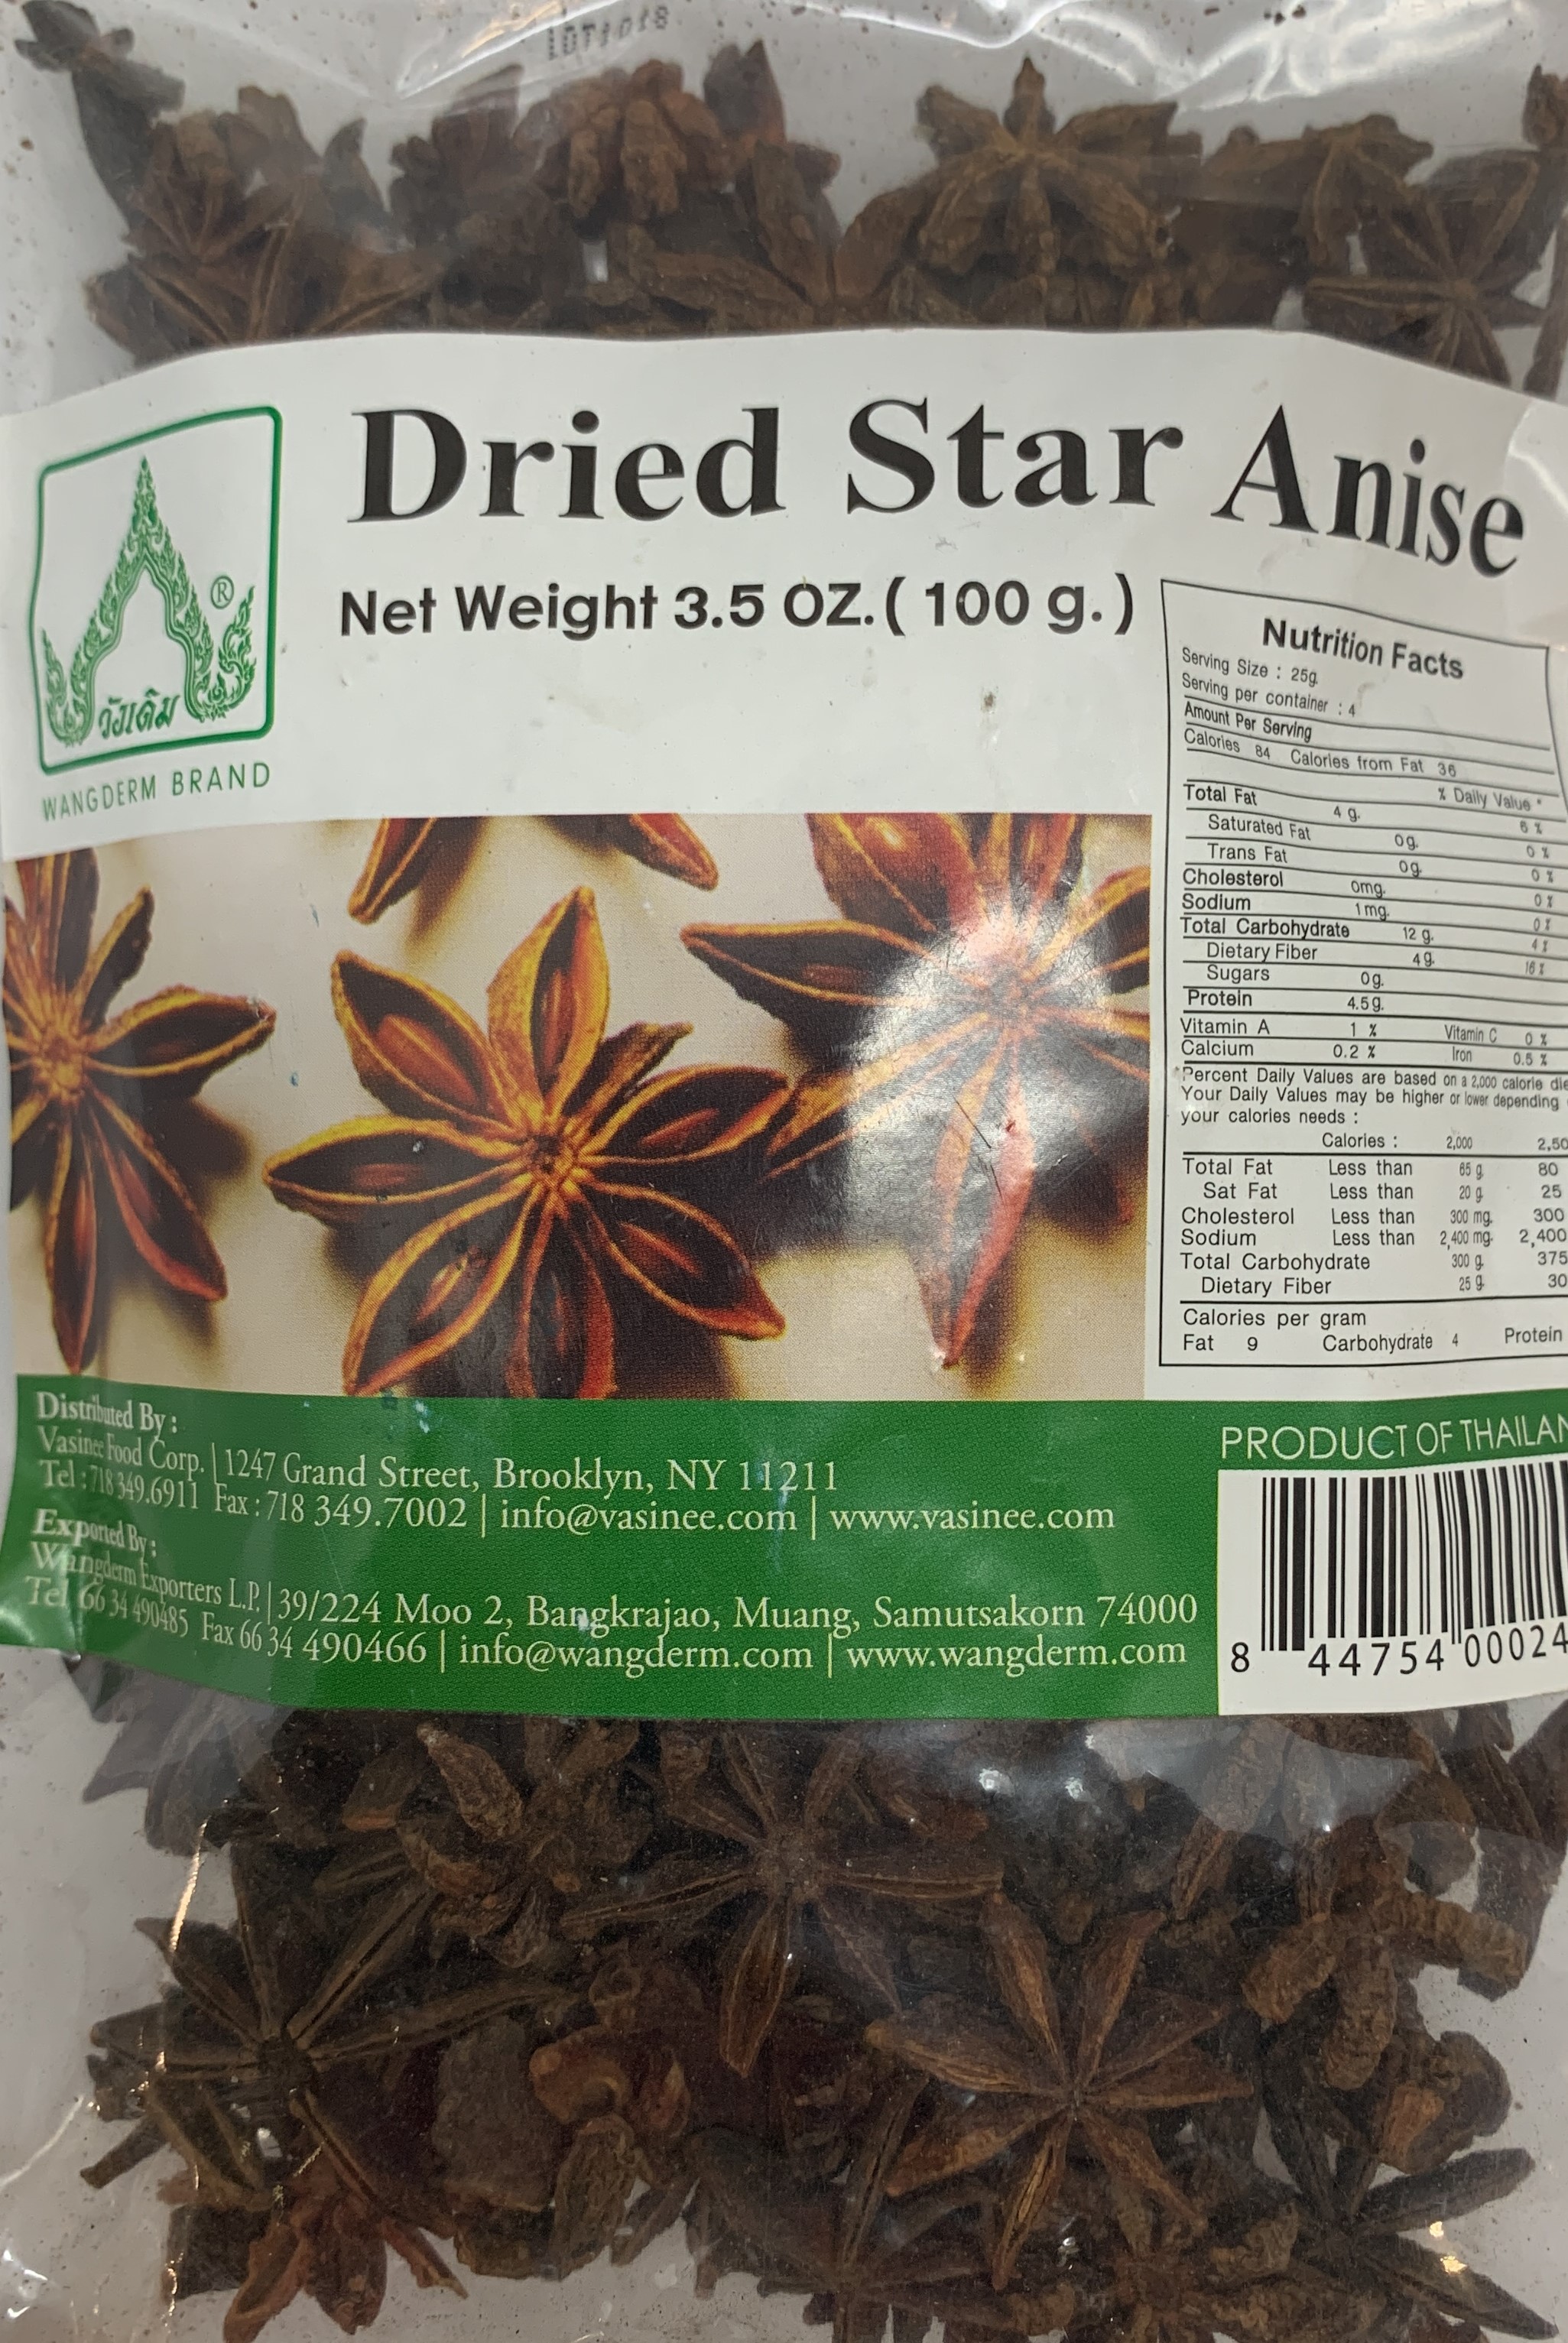 LOT1018
Dried Star Anise
Net Weight 3.5 OZ. ( 100 g. )
®
วังเดิม
WANGDERM BRAND
Nutrition Facts
Serving Size : 25g.
Serving per container : 4
Amount Per Serving
Calories 84 Calories from Fat 36
% Daily Value *
Total Fat 4 g. 6 %
Saturated Fat 0g. 0 %
Trans Fat 0g. 0 %
Cholesterol 0mg. 0 %
Sodium 1 mg. 0 %
Total Carbohydrate 12 g. 4 %
Dietary Fiber 4 g. 16 %
Sugars 0g.
Protein 4.5 g.
Vitamin A 1 % Vitamin C 0 %
Calcium 0.2 % Iron 0.5 %
*Percent Daily Values are based on a 2,000 calorie die
Your Daily Values may be higher or lower depending
your calories needs :
Calories : 2,000 2,50
Total Fat Less than 65 g. 80
Sat Fat Less than 20 g. 25
Cholesterol Less than 300 mg. 300
Sodium Less than 2,400 mg. 2,400
Total Carbohydrate 300 g. 375
Dietary Fiber 25 g. 30
Calories per gram
Fat 9 Carbohydrate 4 Protein
Distributed By :
Vasinee Food Corp. | 1247 Grand Street, Brooklyn, NY 11211
Tel : 718 349.6911 Fax : 718 349.7002 | info@vasinee.com | www.vasinee.com
Exported By :
Wangderm Exporters L.P. | 39/224 Moo 2, Bangkrajao, Muang, Samutsakorn 74000
Tel 66 34 490485 Fax 66 34 490466 | info@wangderm.com | www.wangderm.com
PRODUCT OF THAILAN
8 44754 00024